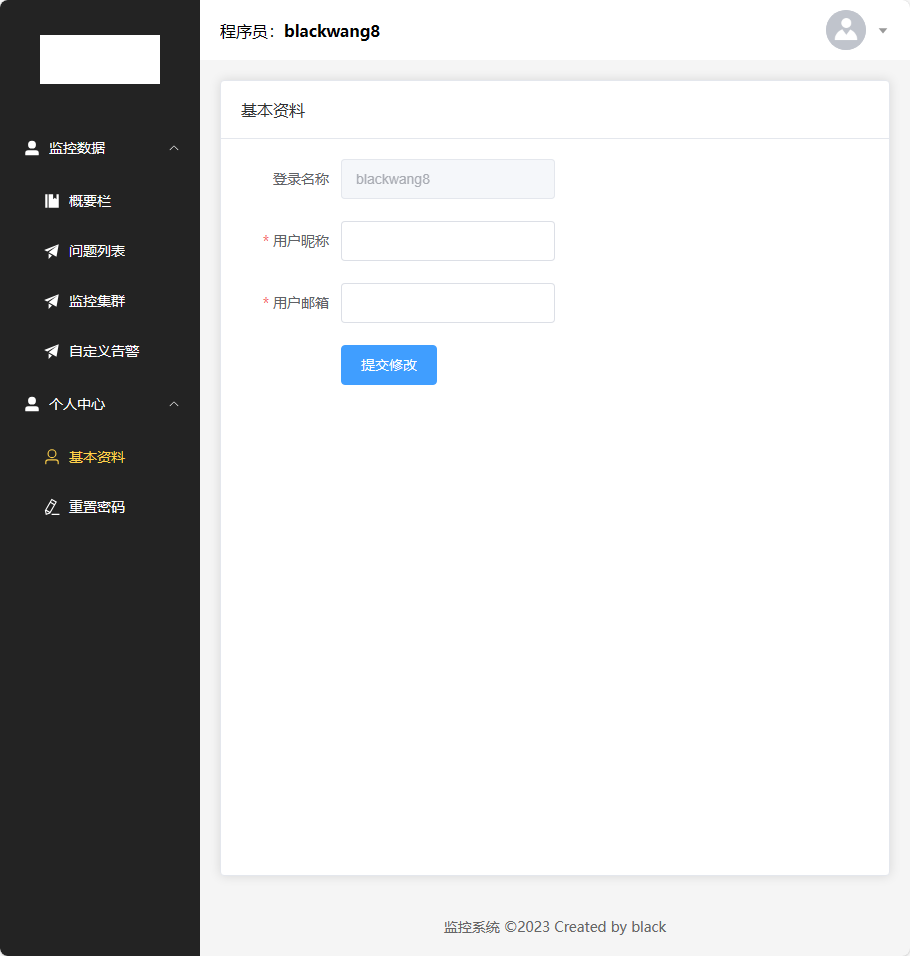 程序员：blackwang8
监控数据
概要栏
问题列表
监控集群
自定义告警
个人中心
基本资料
重置密码
基本资料
登录名称 blackwang8
* 用户昵称
* 用户邮箱
提交修改
监控系统 ©2023 Created by black